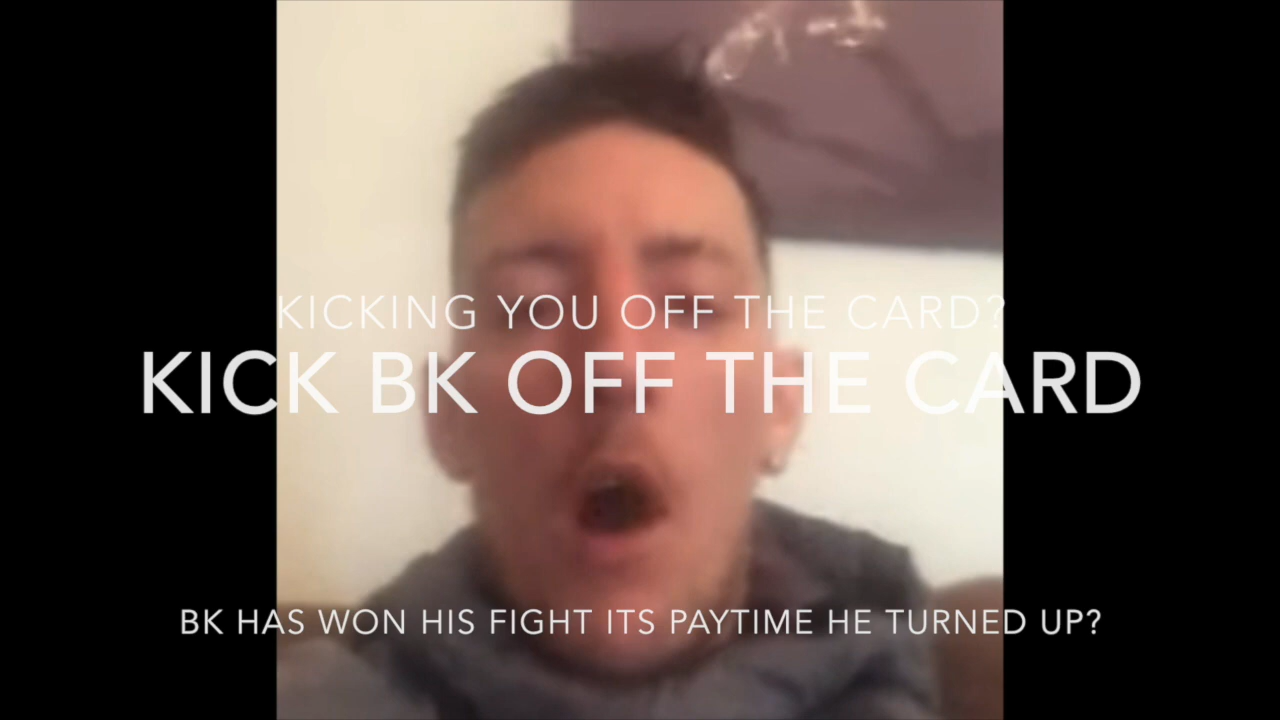 KICKING YOU OFF THE CARD?
KICK BK OFF THE CARD
BK HAS WON HIS FIGHT ITS PAYTIME HE TURNED UP?